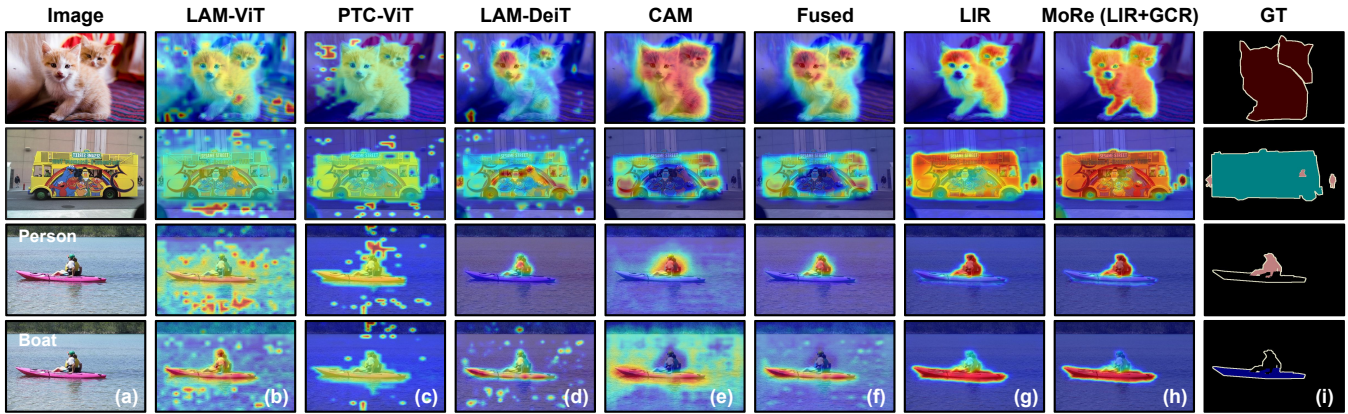 Image LAM-ViT PTC-ViT LAM-DeiT CAM Fused LIR MoRe (LIR+GCR) GT
Person
Boat
(a) (b) (c) (d) (e) (f) (g) (h) (i)